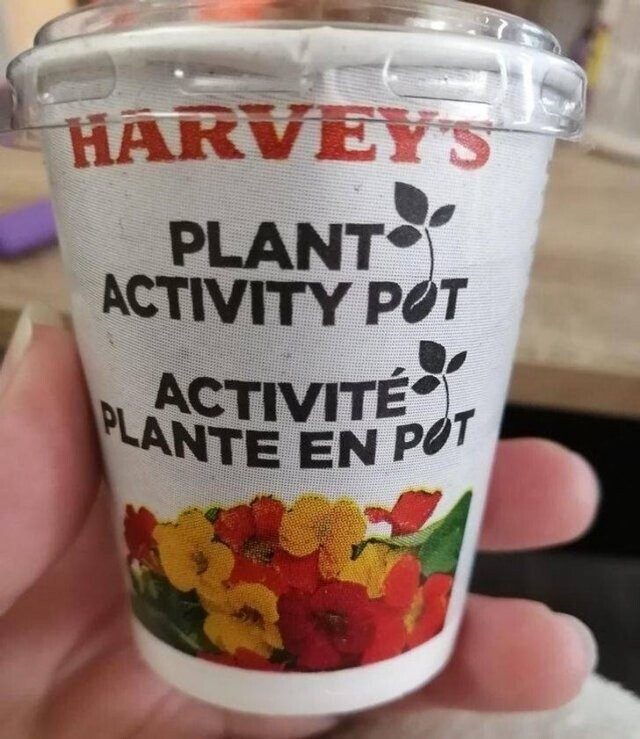 HARVEY'S
PLANT
ACTIVITY POT
ACTIVITÉ
PLANTE EN POT